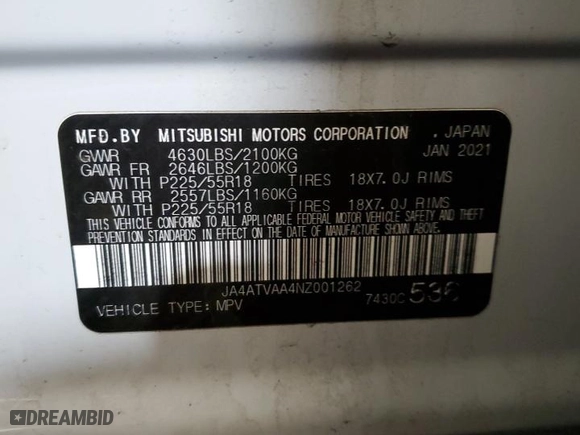 MFD.BY MITSUBISHI MOTORS CORPORATION . JAPAN
GVWR 4630LBS/2100KG JAN 2021
GAWR FR 2646LBS/1200KG
WITH P225/55R18 TIRES 18X7.0J RIMS
GAWR RR 2557LBS/1160KG
WITH P225/55R18 TIRES 18X7.0J RIMS
THIS VEHICLE CONFORMS TO ALL APPLICABLE FEDERAL MOTOR VEHICLE SAFETY, BUMPER, AND THEFT
PREVENTION STANDARDS IN EFFECT ON THE DATE OF MANUFACTURE SHOWN ABOVE.
JA4ATVAA4NZ001262
VEHICLE TYPE: MPV 7430C
DREAMBID